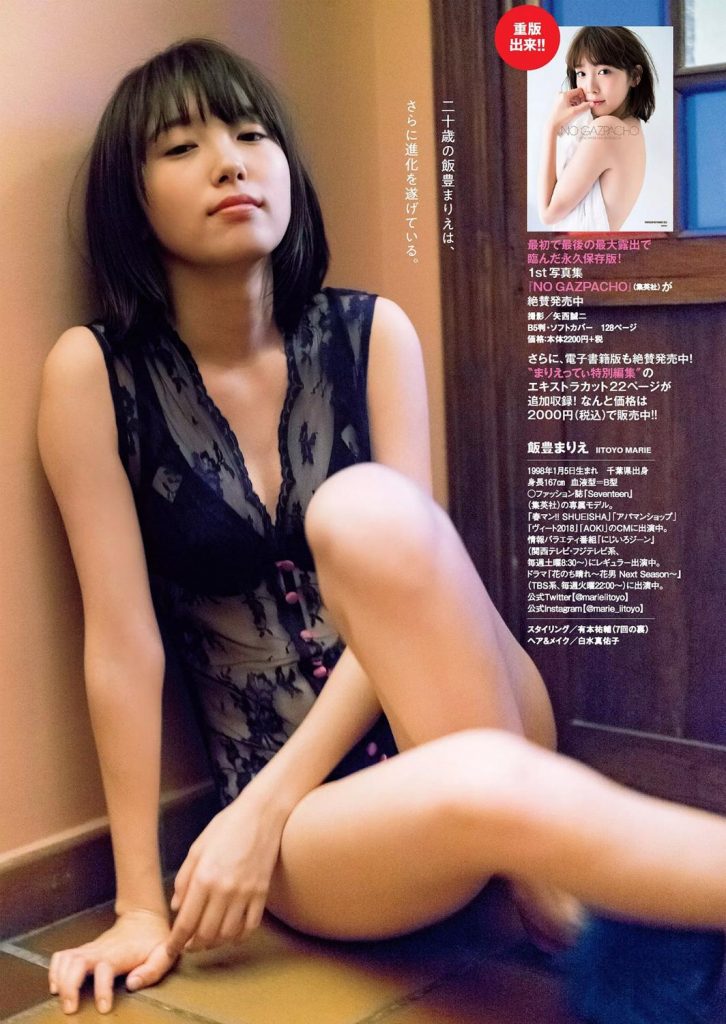 二十歳の飯豊まりえは、
さらに進化を遂げている。
重版
出来!!
NO GAZPACHO
最初で最後の最大露出で
臨んだ永久保存版！
1st写真集
『NO GAZPACHO』（集英社）が
絶賛発売中
撮影／矢西誠二
B5判・ソフトカバー　128ページ
価格：本体2200円＋税
さらに、電子書籍版も絶賛発売中！
“まりえってぃ特別編集”の
エキストラカット22ページが
追加収録！ なんと価格は
2000円（税込）で販売中!!
飯豊まりえ　IITOYO MARIE
1998年1月5日生まれ　千葉県出身
身長167㎝　血液型＝B型
○ファッション誌『Seventeen』
（集英社）の専属モデル。
「春マン!! SHUEISHA」「アパマンショップ」
「ヴィート2018」「AOKI」のCMに出演中。
情報バラエティ番組『にじいろジーン』
（関西テレビ・フジテレビ系、
毎週土曜8:30〜）にレギュラー出演中。
ドラマ『花のち晴れ〜花男 Next Season〜』
（TBS系、毎週火曜22:00〜）に出演中。
公式Twitter【@marieiitoyo】
公式Instagram【@marie_iitoyo】
スタイリング／有本祐輔（7回の裏）
ヘア&メイク／白水真佑子